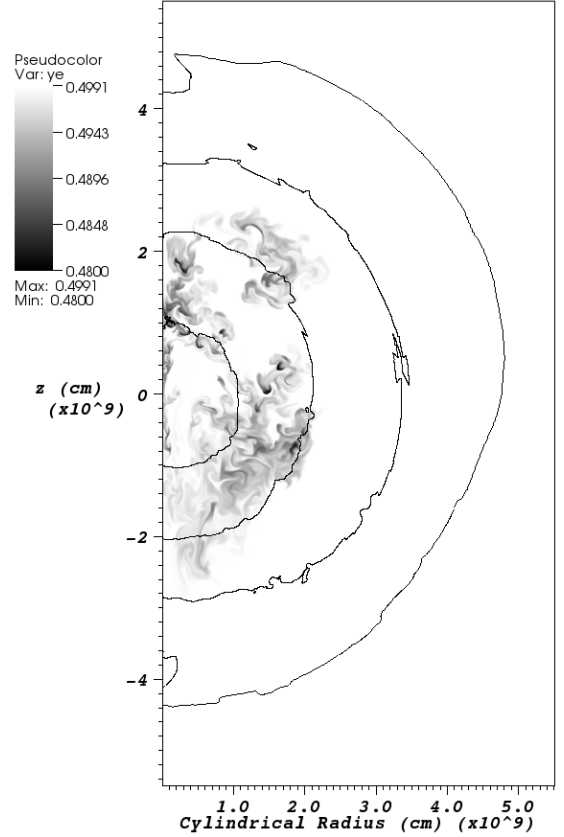 Pseudocolor
Var: ye
0.4991
0.4943
0.4896
0.4848
0.4800
Max: 0.4991
Min: 0.4800
4
2
z (cm)
0
(x10^9)
-2
-4
1.0 2.0 3.0 4.0 5.0
Cylindrical Radius (cm) (x10^9)